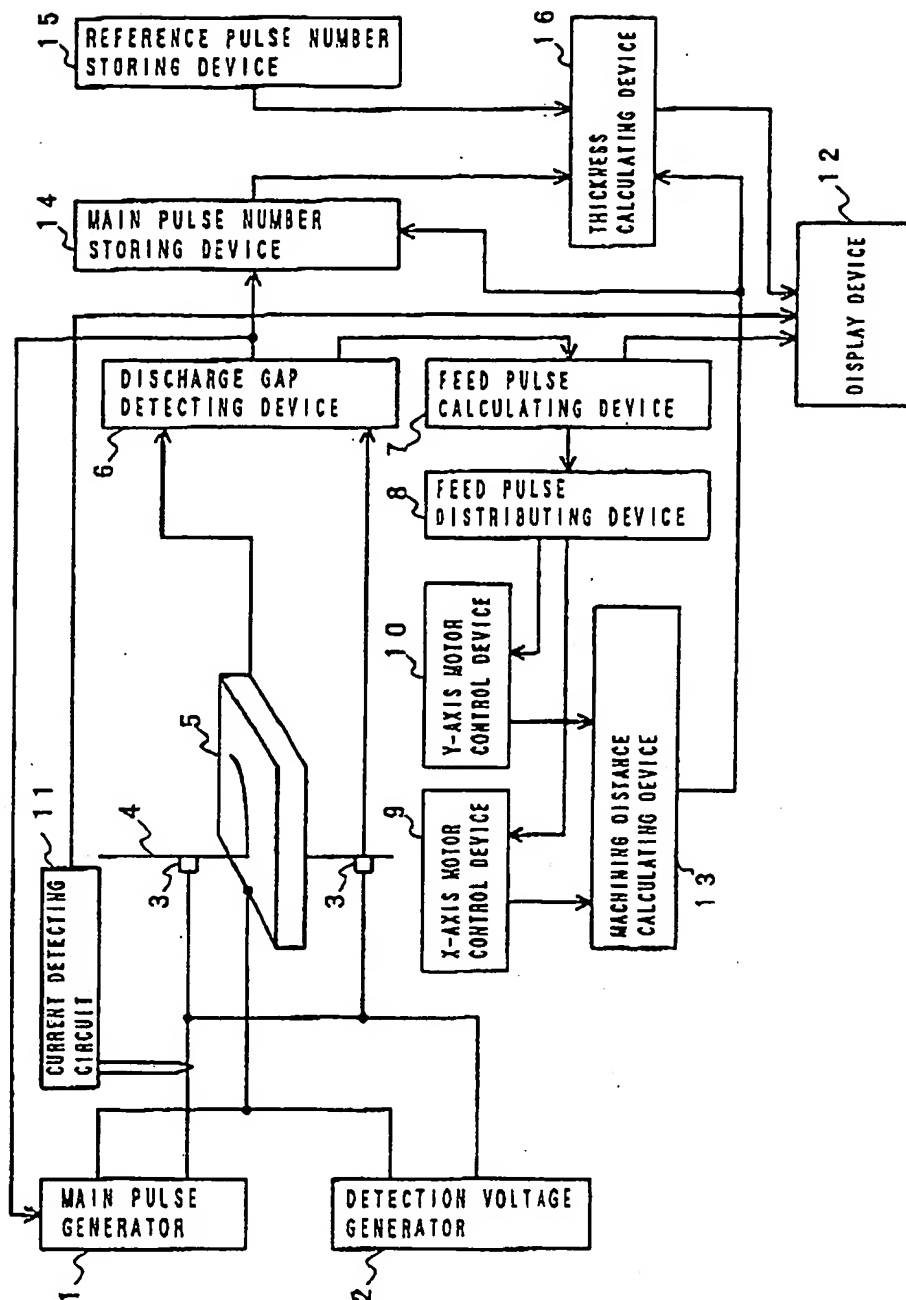 15
REFERENCE PULSE NUMBER
STORING DEVICE
16
THICKNESS
CALCULATING DEVICE
14
MAIN PULSE NUMBER
STORING DEVICE
12
DISPLAY DEVICE
6
DISCHARGE GAP
DETECTING DEVICE
7
FEED PULSE
CALCULATING DEVICE
8
FEED PULSE
DISTRIBUTING DEVICE
10
Y-AXIS MOTOR
CONTROL DEVICE
9
X-AXIS MOTOR
CONTROL DEVICE
MACHINING DISTANCE
CALCULATING DEVICE
13
5
4
3
3
11
CURRENT DETECTING
CIRCUIT
MAIN PULSE
GENERATOR
1
DETECTION VOLTAGE
GENERATOR
2